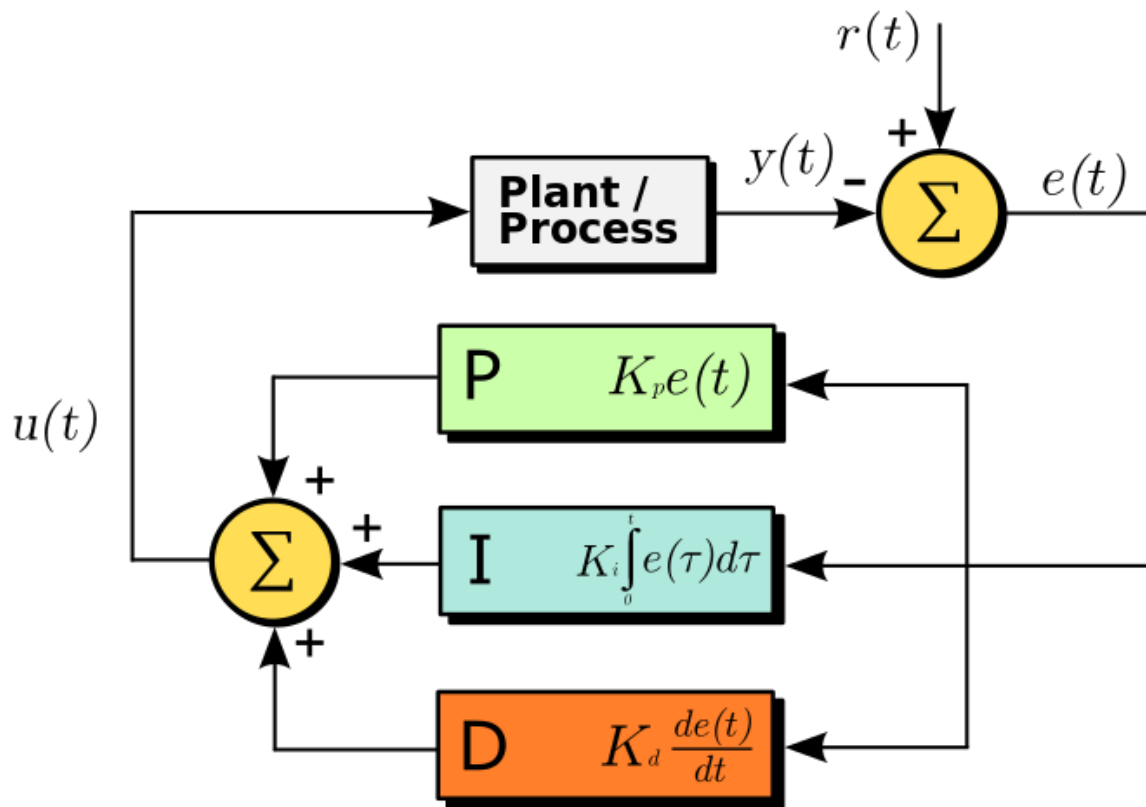 r(t)
+
y(t)
-
Σ
e(t)
Plant /
Process
P K_p e(t)
u(t)
+
+
Σ
I K_i ∫_0^t e(τ)dτ
+
D K_d de(t)/dt